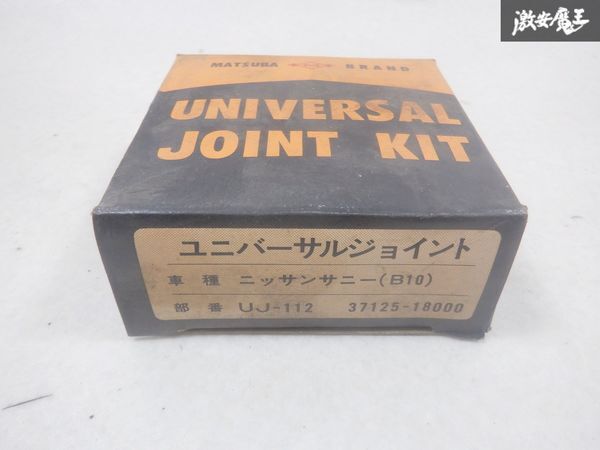 激安魔王
MATSUBA BRAND
UNIVERSAL
JOINT KIT
ユニバーサルジョイント
車種 ニッサンサニー(B10)
部番 UJ-112 37125-18000